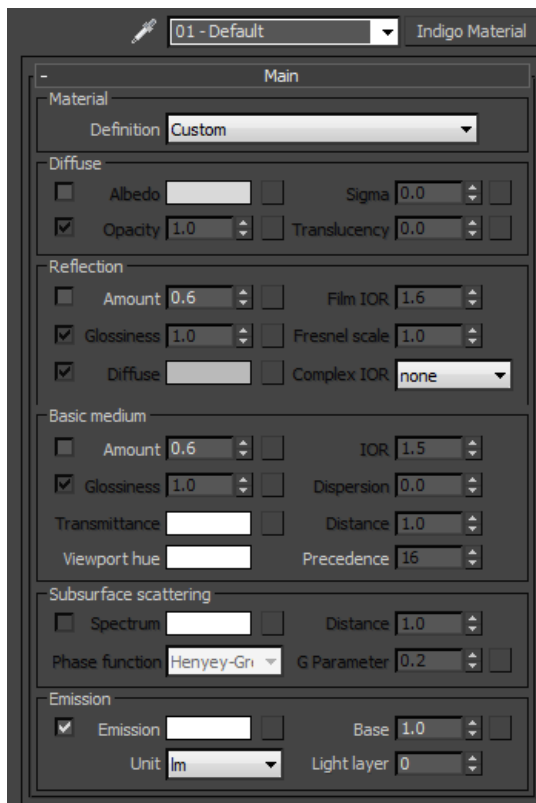 01 - Default Indigo Material
- Main
Material
Definition Custom
Diffuse
Albedo Sigma 0.0
Opacity 1.0 Translucency 0.0
Reflection
Amount 0.6 Film IOR 1.6
Glossiness 1.0 Fresnel scale 1.0
Diffuse Complex IOR none
Basic medium
Amount 0.6 IOR 1.5
Glossiness 1.0 Dispersion 0.0
Transmittance Distance 1.0
Viewport hue Precedence 16
Subsurface scattering
Spectrum Distance 1.0
Phase function Henyey-Gre G Parameter 0.2
Emission
Emission Base 1.0
Unit lm Light layer 0